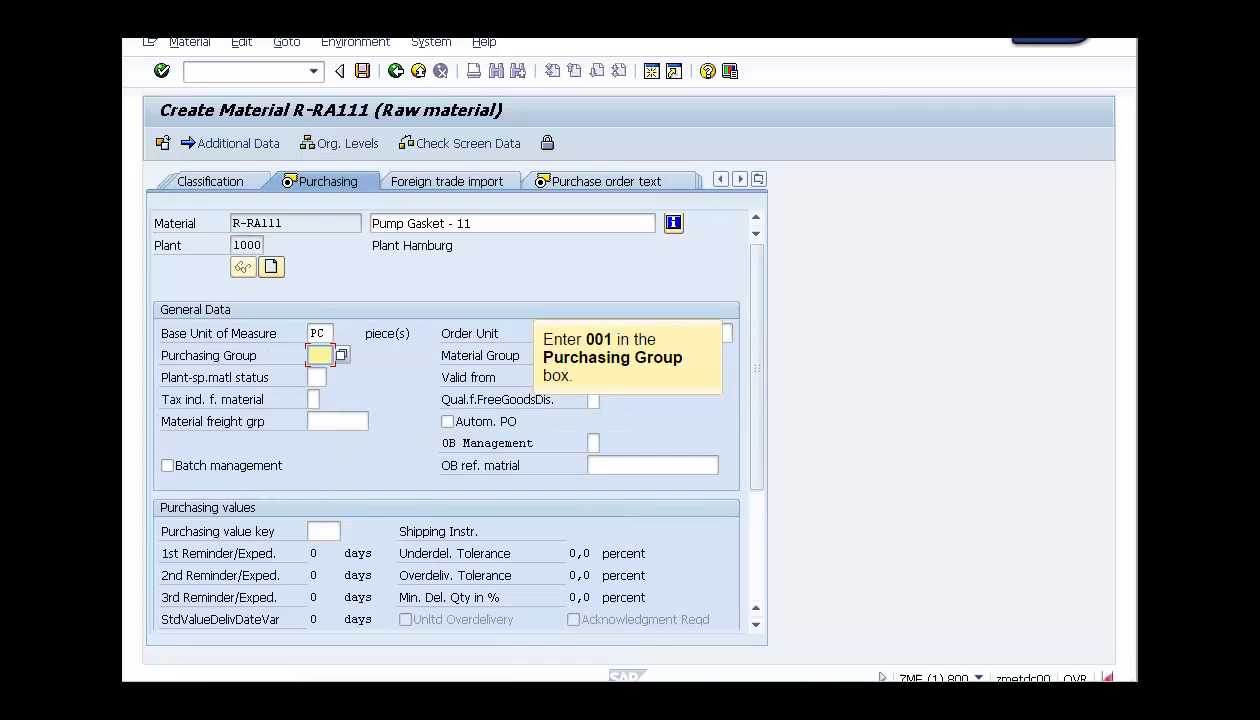 Material Edit Goto Environment System Help
Create Material R-RA111 (Raw material)
Additional Data Org. Levels Check Screen Data
Classification Purchasing Foreign trade import Purchase order text
Material R-RA111 Pump Gasket - 11
Plant 1000 Plant Hamburg
General Data
Base Unit of Measure PC piece(s) Order Unit
Purchasing Group Material Group
Plant-sp.matl status Valid from
Tax ind. f. material Qual.f.FreeGoodsDis.
Enter 001 in the
Purchasing Group
box.
Material freight grp Autom. PO
OB Management
Batch management OB ref. matrial
Purchasing values
Purchasing value key Shipping Instr.
1st Reminder/Exped. 0 days Underdel. Tolerance 0,0 percent
2nd Reminder/Exped. 0 days Overdeliv. Tolerance 0,0 percent
3rd Reminder/Exped. 0 days Min. Del. Qty in % 0,0 percent
StdValueDelivDateVar 0 days Unltd Overdelivery Acknowledgment Reqd
SAP ZME (1) 800 zmetdc00 OVR